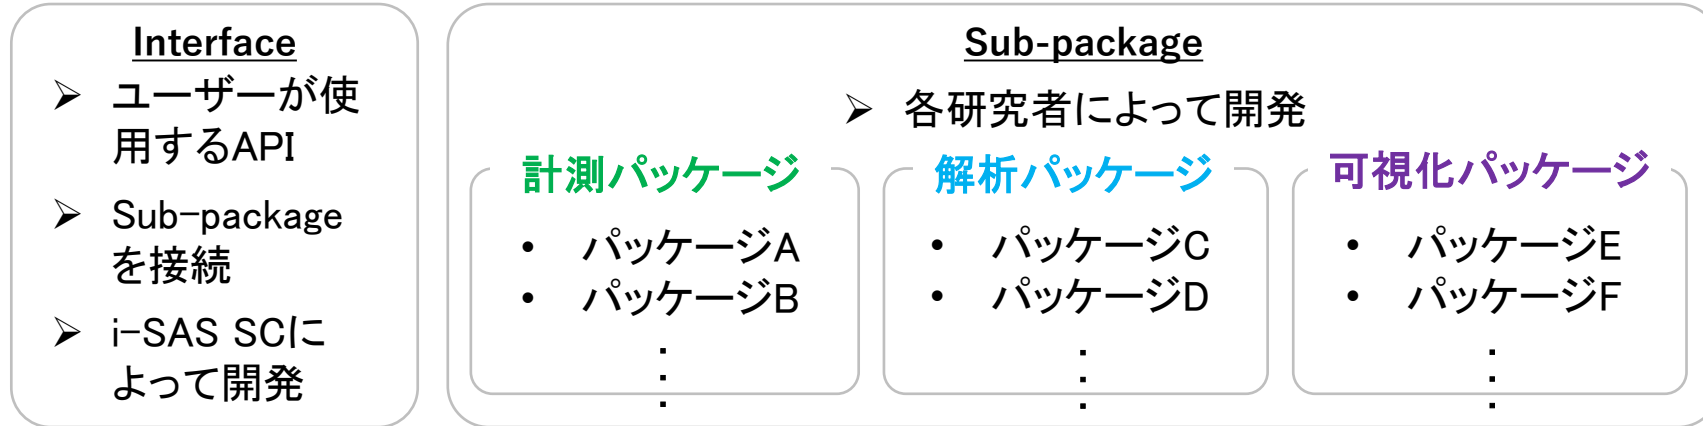 Interface
➢ ユーザーが使
用するAPI
➢ Sub-package
を接続
➢ i-SAS SCに
よって開発
Sub-package
➢ 各研究者によって開発
計測パッケージ
• パッケージA
• パッケージB
・
・
・
解析パッケージ
• パッケージC
• パッケージD
・
・
・
可視化パッケージ
• パッケージE
• パッケージF
・
・
・